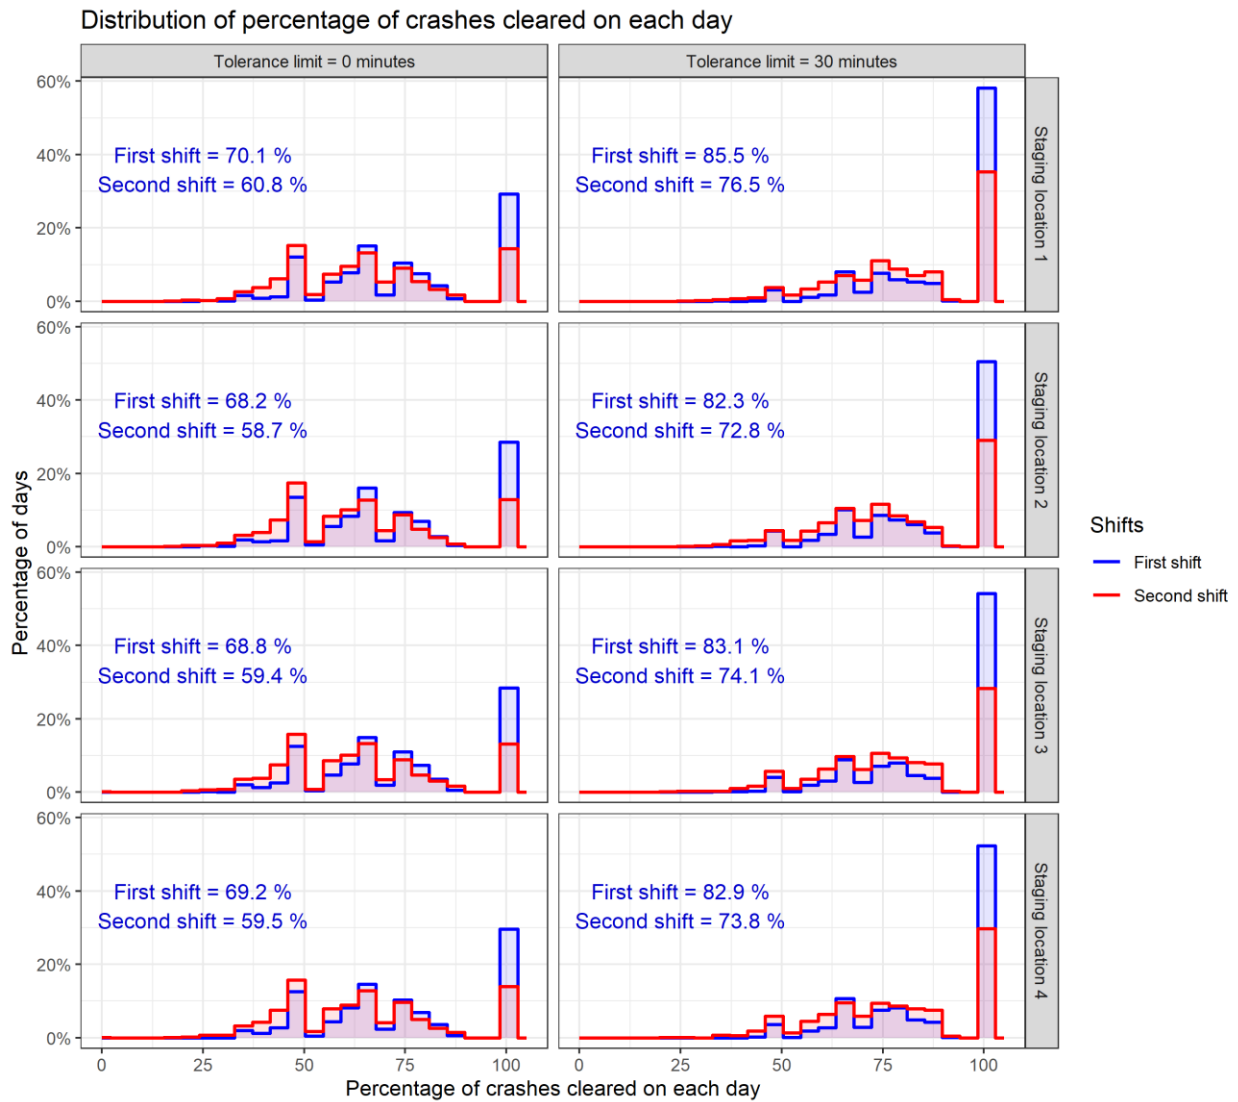 Distribution of percentage of crashes cleared on each day
Tolerance limit = 0 minutes
Tolerance limit = 30 minutes
60%
40%
20%
0%
First shift = 70.1 %
Second shift = 60.8 %
First shift = 85.5 %
Second shift = 76.5 %
Staging location 1
60%
40%
20%
0%
First shift = 68.2 %
Second shift = 58.7 %
First shift = 82.3 %
Second shift = 72.8 %
Staging location 2
60%
40%
20%
0%
First shift = 68.8 %
Second shift = 59.4 %
First shift = 83.1 %
Second shift = 74.1 %
Staging location 3
60%
40%
20%
0%
First shift = 69.2 %
Second shift = 59.5 %
First shift = 82.9 %
Second shift = 73.8 %
Staging location 4
0 25 50 75 100
0 25 50 75 100
Percentage of crashes cleared on each day
Percentage of days
Shifts
First shift
Second shift